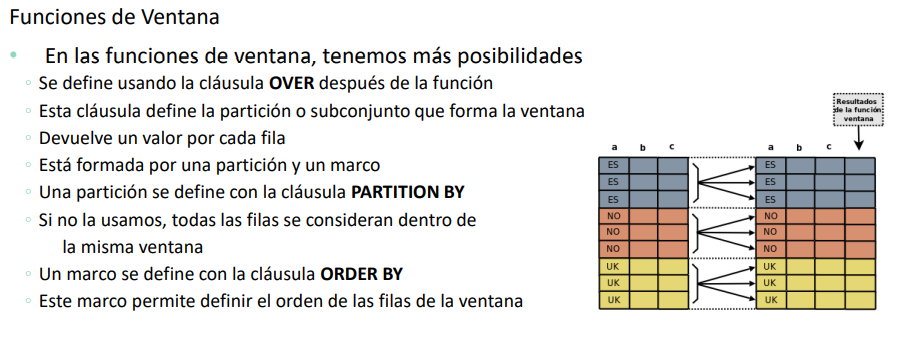 Funciones de Ventana
• En las funciones de ventana, tenemos más posibilidades
◦ Se define usando la cláusula OVER después de la función
◦ Esta cláusula define la partición o subconjunto que forma la ventana
◦ Devuelve un valor por cada fila
◦ Está formada por una partición y un marco
◦ Una partición se define con la cláusula PARTITION BY
◦ Si no la usamos, todas las filas se consideran dentro de
la misma ventana
◦ Un marco se define con la cláusula ORDER BY
◦ Este marco permite definir el orden de las filas de la ventana
Resultados
de la función
ventana
a b c
ES
ES
ES
NO
NO
NO
UK
UK
UK
a b c
ES
ES
ES
NO
NO
NO
UK
UK
UK